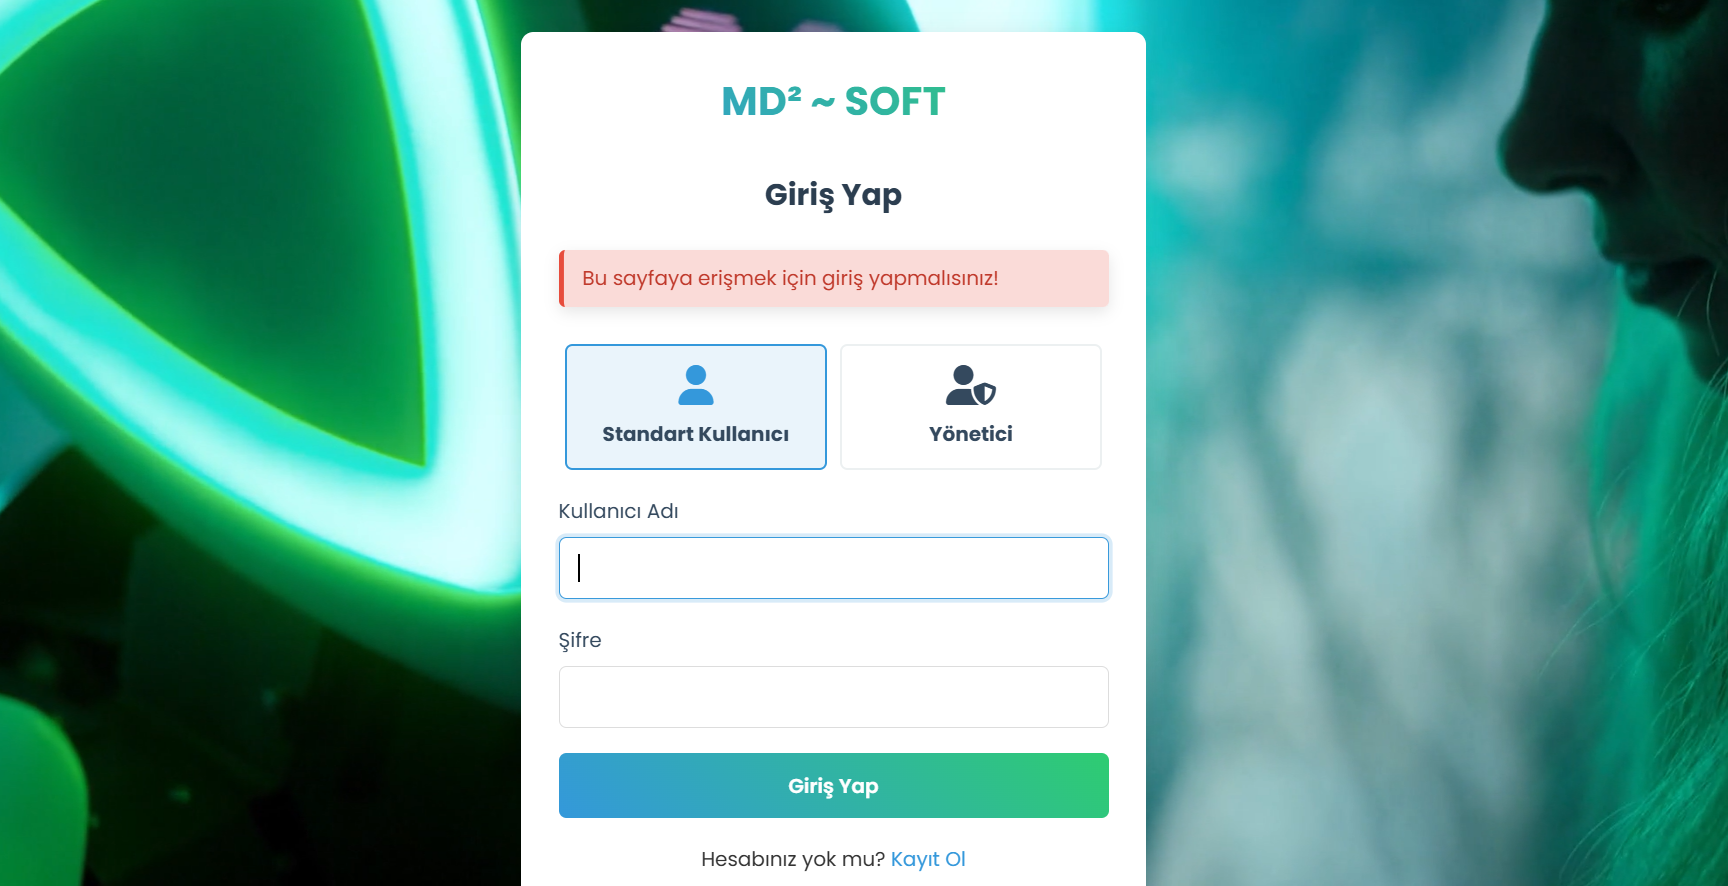 MD² ~ SOFT
Giriş Yap
Bu sayfaya erişmek için giriş yapmalısınız!
Standart Kullanıcı
Yönetici
Kullanıcı Adı
Şifre
Giriş Yap
Hesabınız yok mu? Kayıt Ol